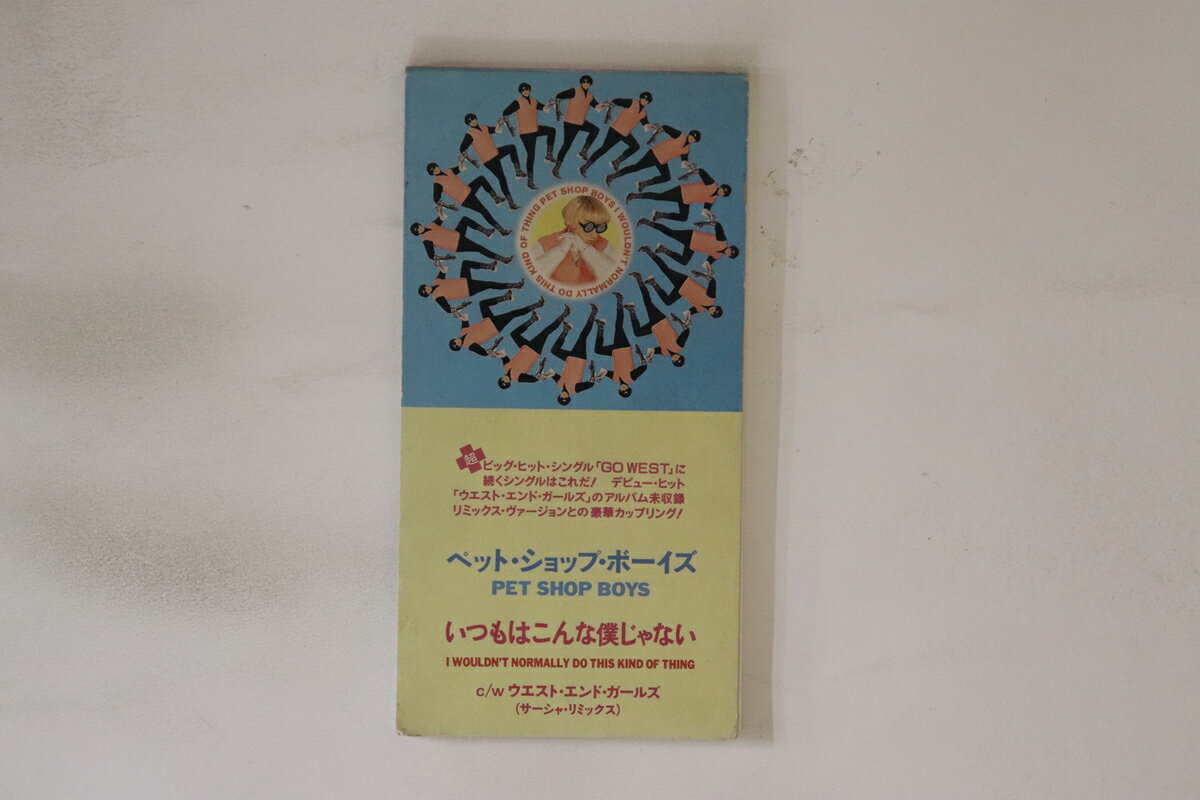 PET SHOP BOYS I WOULDN'T NORMALLY DO THIS KIND OF THING
超
ビッグ・ヒット・シングル「GO WEST」に
続くシングルはこれだ! デビュー・ヒット
「ウエスト・エンド・ガールズ」のアルバム未収録
リミックス・ヴァージョンとの豪華カップリング!
ペット・ショップ・ボーイズ
PET SHOP BOYS
いつもはこんな僕じゃない
I WOULDN'T NORMALLY DO THIS KIND OF THING
c/w ウエスト・エンド・ガールズ
(サーシャ・リミックス)